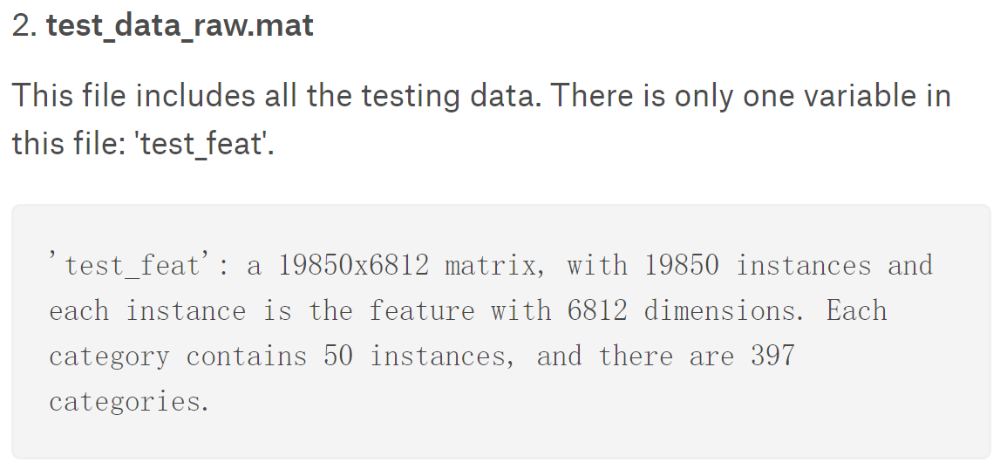 2. test_data_raw.mat
This file includes all the testing data. There is only one variable in
this file: 'test_feat'.
'test_feat': a 19850x6812 matrix, with 19850 instances and
each instance is the feature with 6812 dimensions. Each
category contains 50 instances, and there are 397
categories.